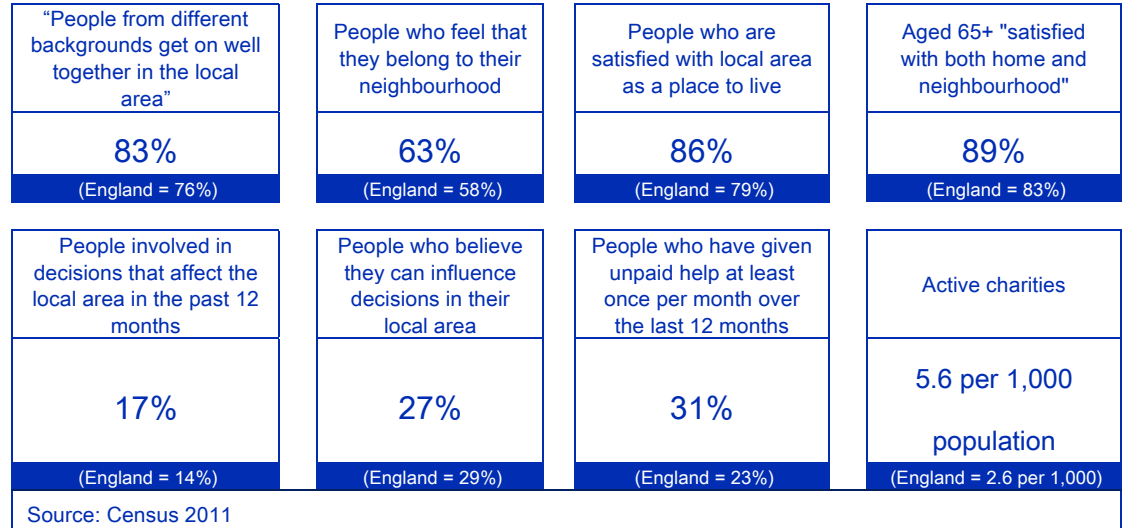 “People from different
backgrounds get on well
together in the local
area”
83%
(England = 76%)
People who feel that
they belong to their
neighbourhood
63%
(England = 58%)
People who are
satisfied with local area
as a place to live
86%
(England = 79%)
Aged 65+ "satisfied
with both home and
neighbourhood"
89%
(England = 83%)
People involved in
decisions that affect the
local area in the past 12
months
17%
(England = 14%)
People who believe
they can influence
decisions in their
local area
27%
(England = 29%)
People who have given
unpaid help at least
once per month over
the last 12 months
31%
(England = 23%)
Active charities
5.6 per 1,000
population
(England = 2.6 per 1,000)
Source: Census 2011